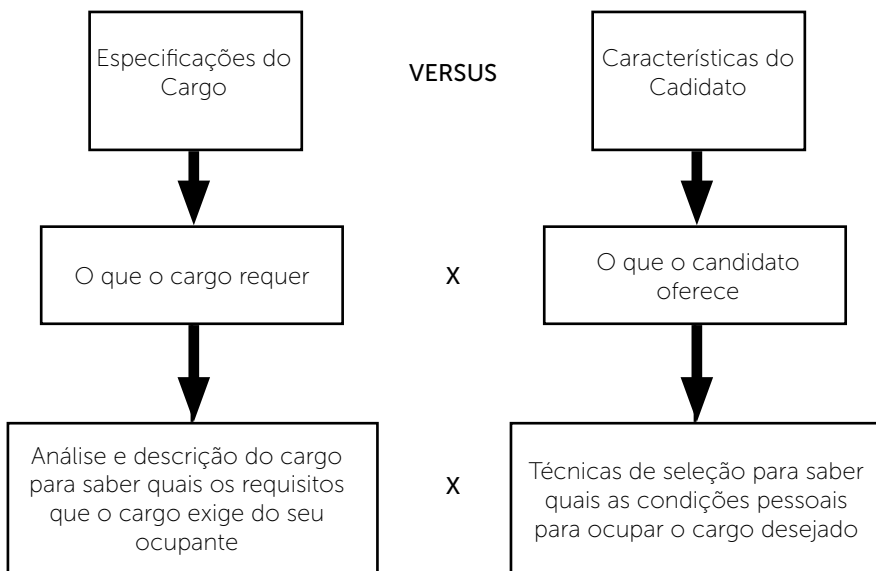 Especificações do
Cargo
VERSUS
Características do
Cadidato
O que o cargo requer
X
O que o candidato
oferece
Análise e descrição do cargo
para saber quais os requisitos
que o cargo exige do seu
ocupante
X
Técnicas de seleção para saber
quais as condições pessoais
para ocupar o cargo desejado